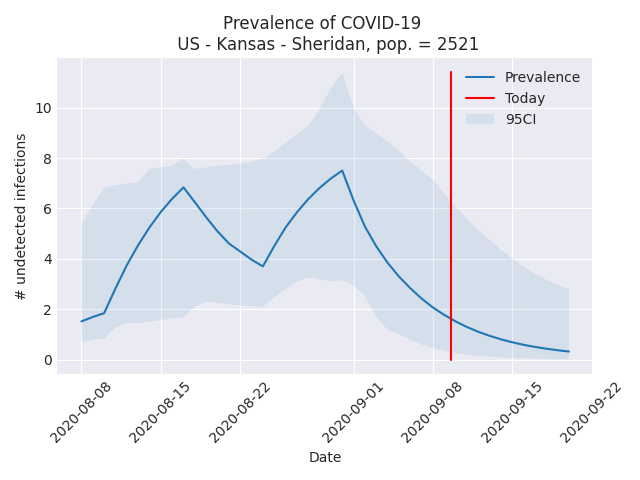 Prevalence of COVID-19
US - Kansas - Sheridan, pop. = 2521
Prevalence
Today
95CI
10
8
6
4
2
0
# undetected infections
2020-08-08
2020-08-15
2020-08-22
2020-09-01
2020-09-08
2020-09-15
2020-09-22
Date